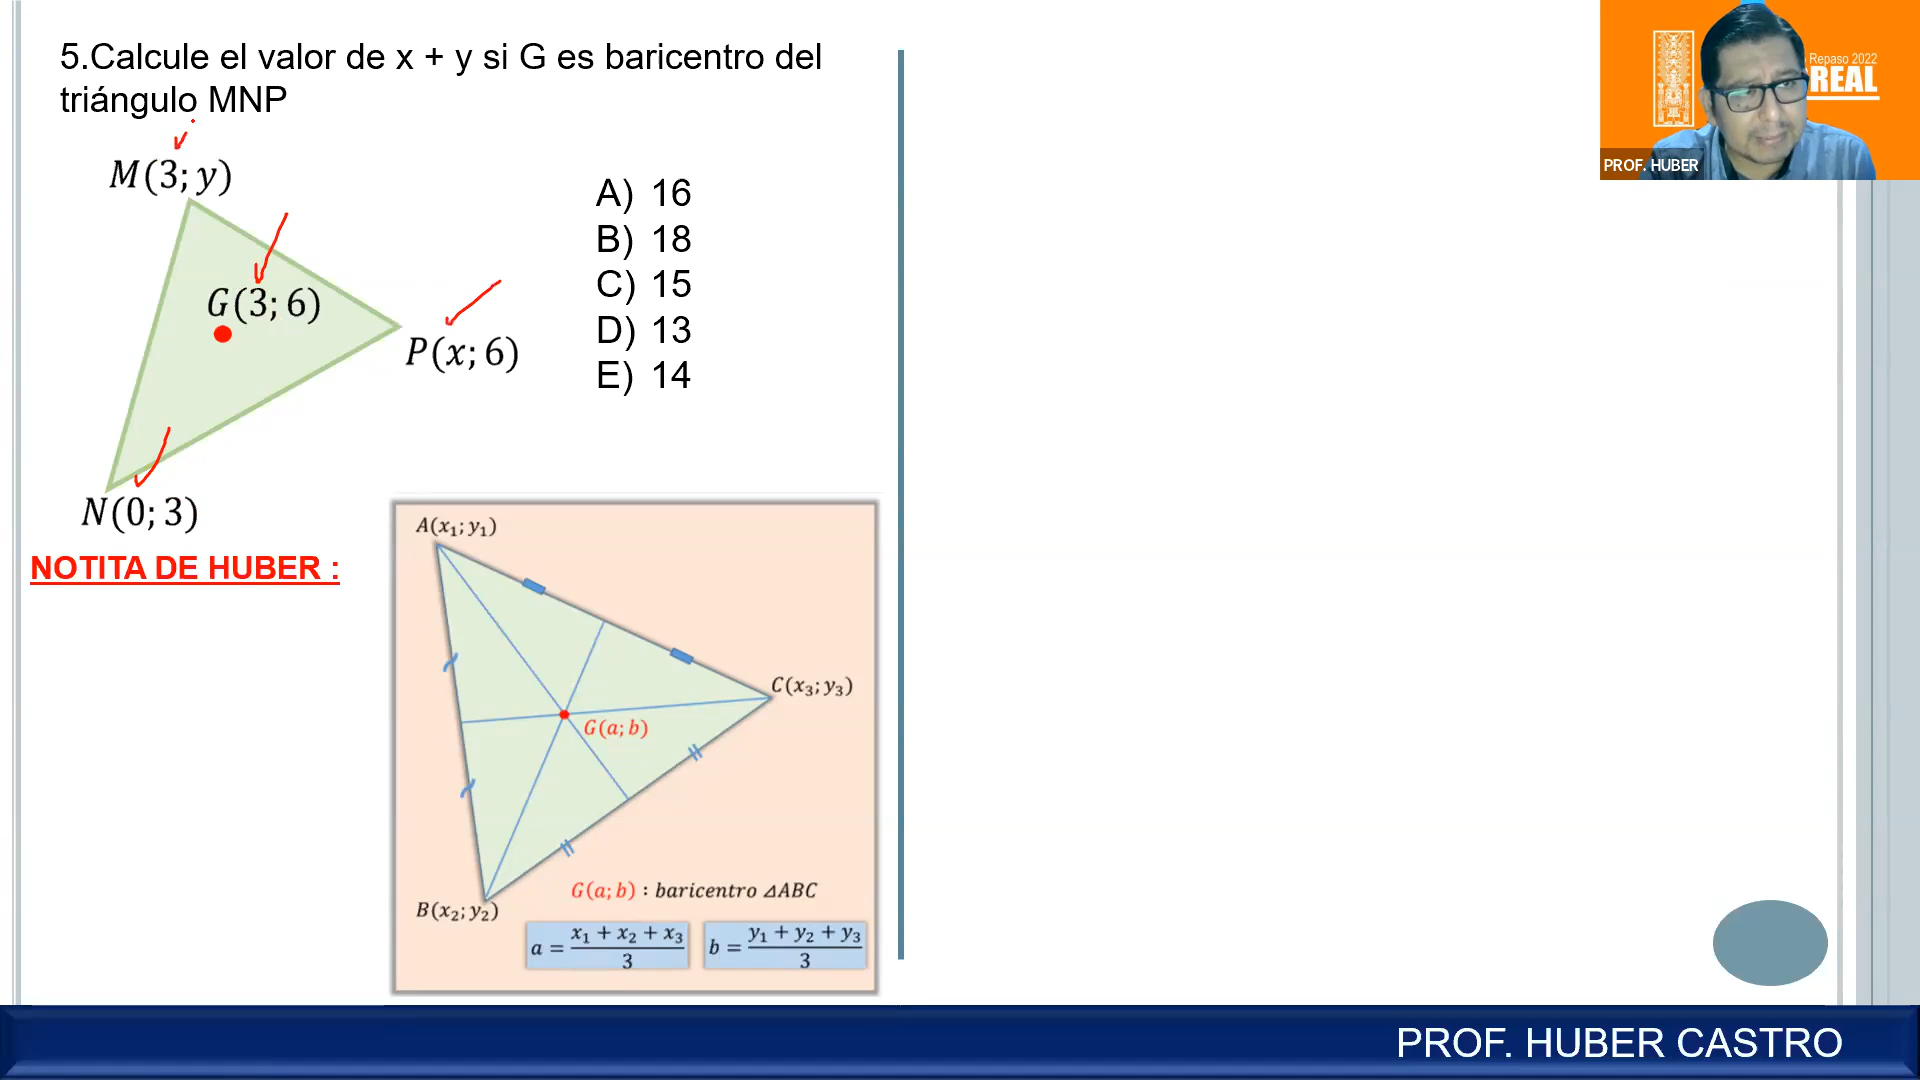 5.Calcule el valor de x + y si G es baricentro del
triángulo MNP
M(3; y)
G(3; 6)
P(x; 6)
N(0; 3)
A) 16
B) 18
C) 15
D) 13
E) 14
NOTITA DE HUBER :
A(x₁; y₁)
C(x₃; y₃)
G(a; b)
B(x₂; y₂)
G(a; b) : baricentro ⊿ABC
a = (x₁ + x₂ + x₃)/3
b = (y₁ + y₂ + y₃)/3
Repaso 2022
REAL
PROF. HUBER
PROF. HUBER CASTRO